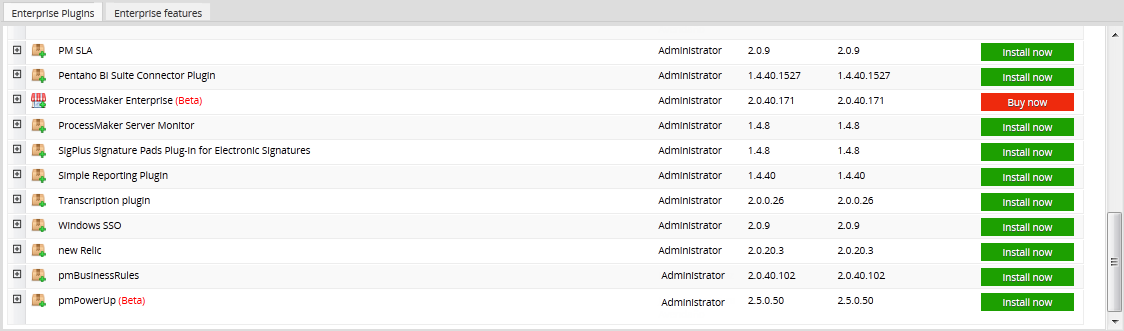 Enterprise Plugins Enterprise features
PM SLA Administrator 2.0.9 2.0.9 Install now
Pentaho BI Suite Connector Plugin Administrator 1.4.40.1527 1.4.40.1527 Install now
ProcessMaker Enterprise (Beta) Administrator 2.0.40.171 2.0.40.171 Buy now
ProcessMaker Server Monitor Administrator 1.4.8 1.4.8 Install now
SigPlus Signature Pads Plug-in for Electronic Signatures Administrator 1.4.8 1.4.8 Install now
Simple Reporting Plugin Administrator 1.4.40 1.4.40 Install now
Transcription plugin Administrator 2.0.0.26 2.0.0.26 Install now
Windows SSO Administrator 2.0.9 2.0.9 Install now
new Relic Administrator 2.0.20.3 2.0.20.3 Install now
pmBusinessRules Administrator 2.0.40.102 2.0.40.102 Install now
pmPowerUp (Beta) Administrator 2.5.0.50 2.5.0.50 Install now